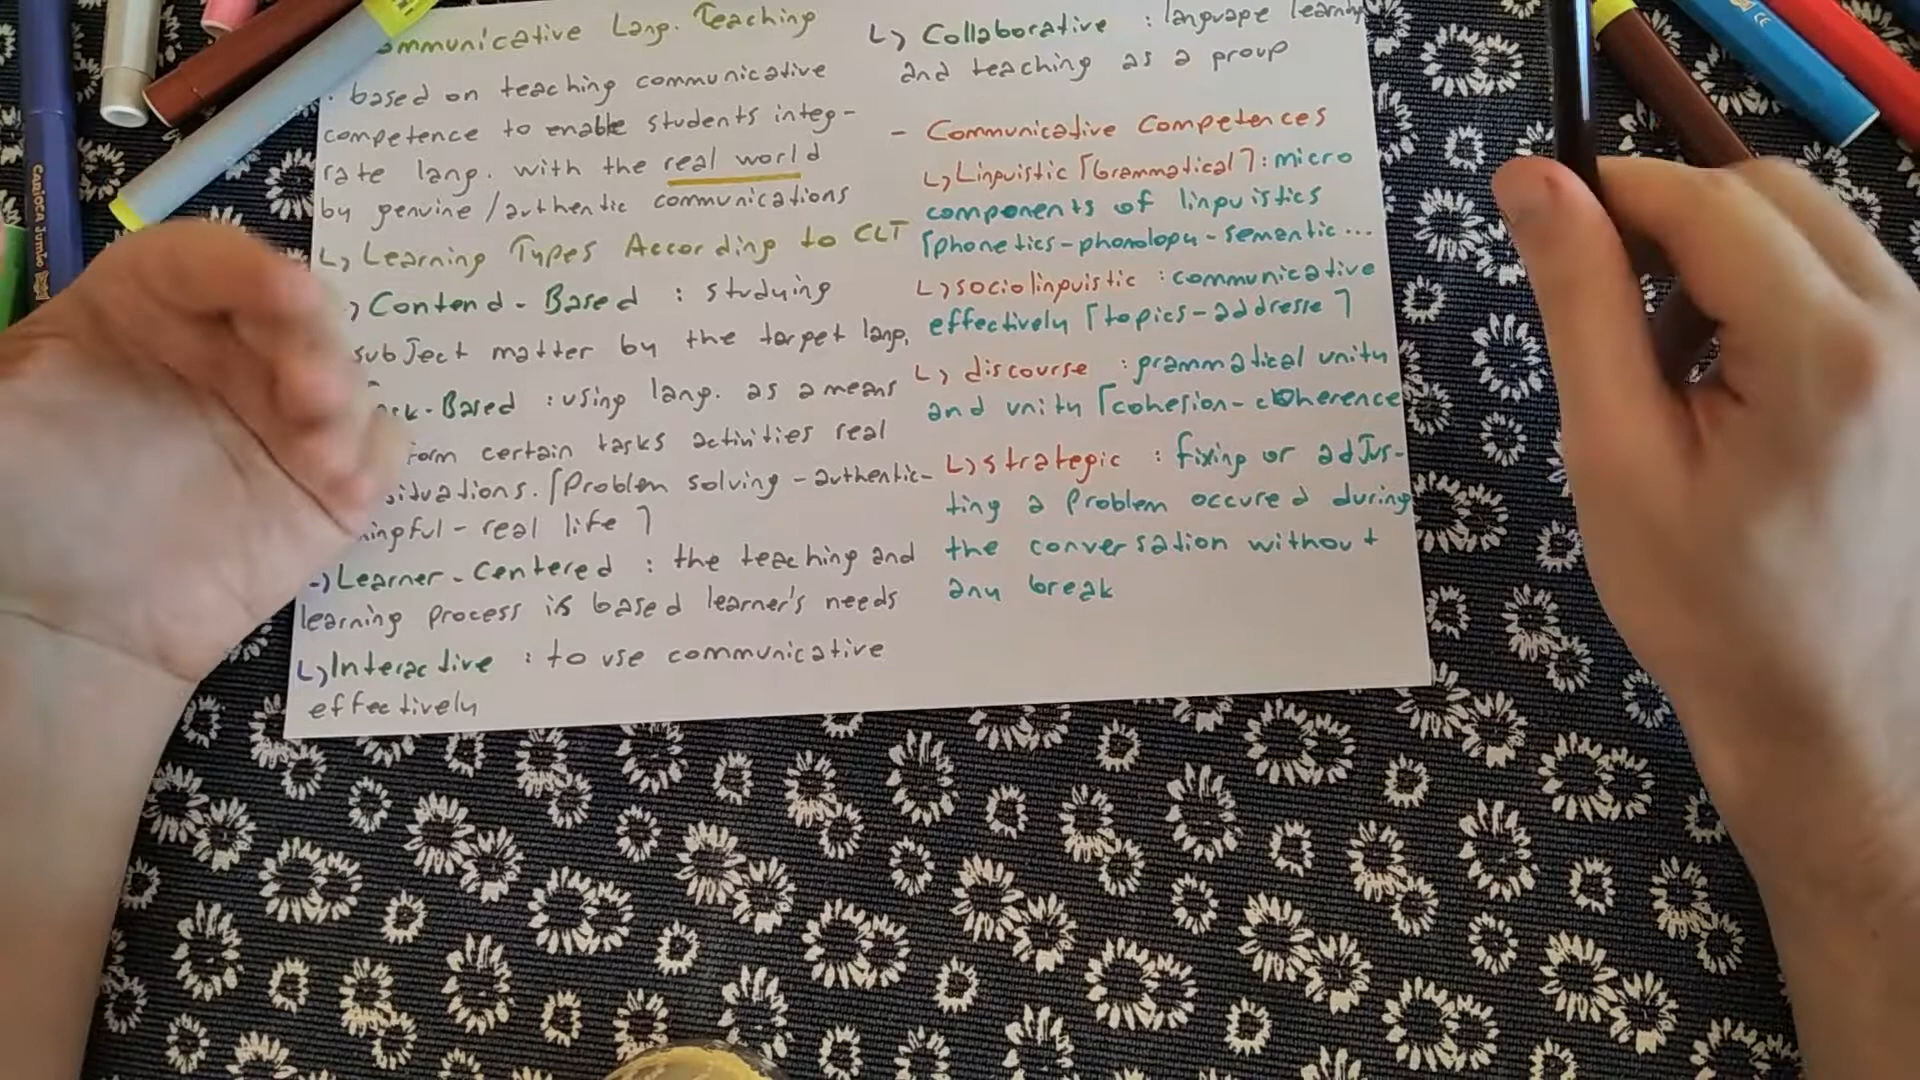 ommunicative Lang. Teaching
. based on teaching communicative
competence to enable students integ-
rate lang. with the real world
by genuine / authentic communications
Learning Types According to CLT
Contend-Based : studying
subject matter by the target lang.
-Based : using lang. as a means
form certain tasks activities real
situations. [Problem solving - authentic-
ningful - real life]
Learner-Centered : the teaching and
learning process is based learner's needs
Interactive : to use communicative
effectively
Collaborative : language learning
and teaching as a group
- Communicative Competences
Linguistic [Grammatical] : micro
components of linguistics
[phonetics-phonology-semantic...
sociolinguistic : communicative
effectively [topics-addresse]
discourse : grammatical unity
and unity [cohesion-coherence
strategic : fixing or adjus-
ting a problem occured during
the conversation without
any break
CARIOCA JUMBO
CE